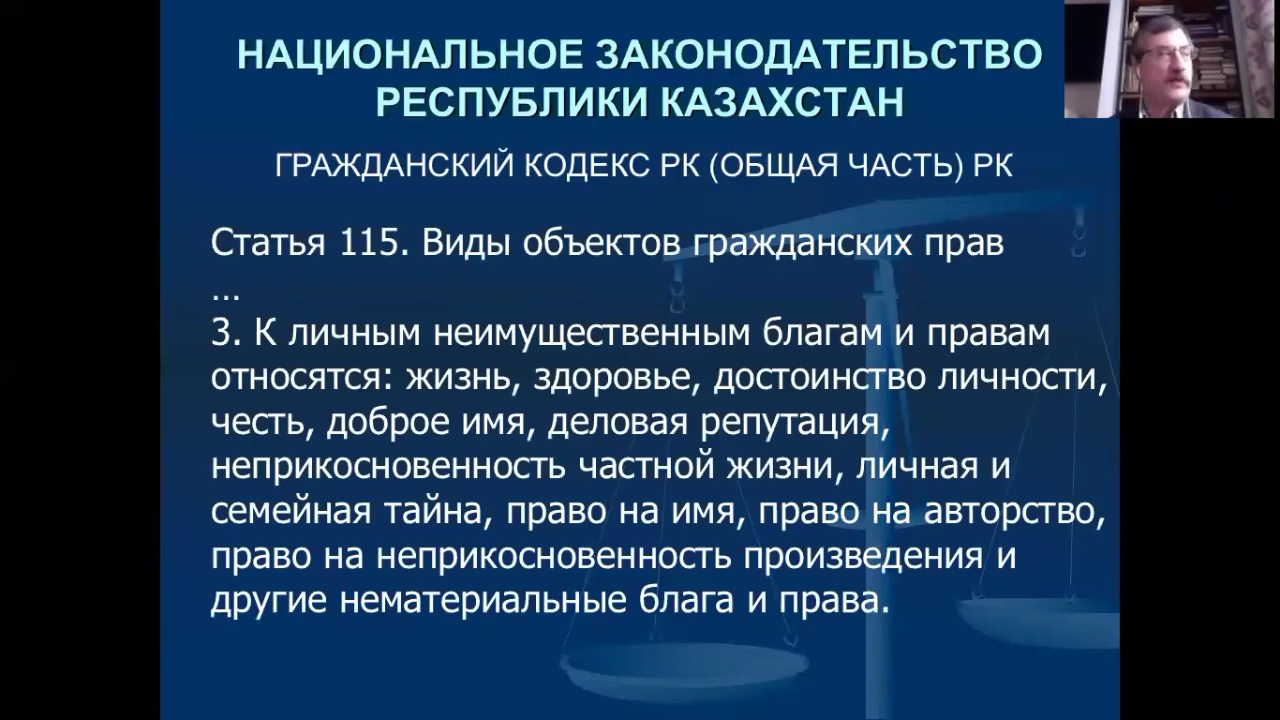 НАЦИОНАЛЬНОЕ ЗАКОНОДАТЕЛЬСТВО
РЕСПУБЛИКИ КАЗАХСТАН
ГРАЖДАНСКИЙ КОДЕКС РК (ОБЩАЯ ЧАСТЬ) РК
Статья 115. Виды объектов гражданских прав
...
3. К личным неимущественным благам и правам
относятся: жизнь, здоровье, достоинство личности,
честь, доброе имя, деловая репутация,
неприкосновенность частной жизни, личная и
семейная тайна, право на имя, право на авторство,
право на неприкосновенность произведения и
другие нематериальные блага и права.